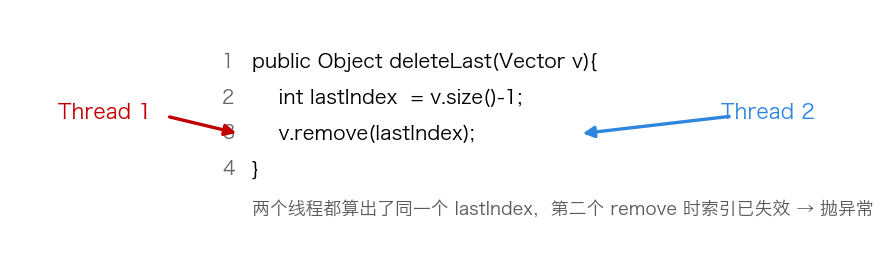 1 public Object deleteLast(Vector v){
2 int lastIndex = v.size()-1;
Thread 1
Thread 2
3 v.remove(lastIndex);
4 }
两个线程都算出了同一个 lastIndex，第二个 remove 时索引已失效 → 抛异常